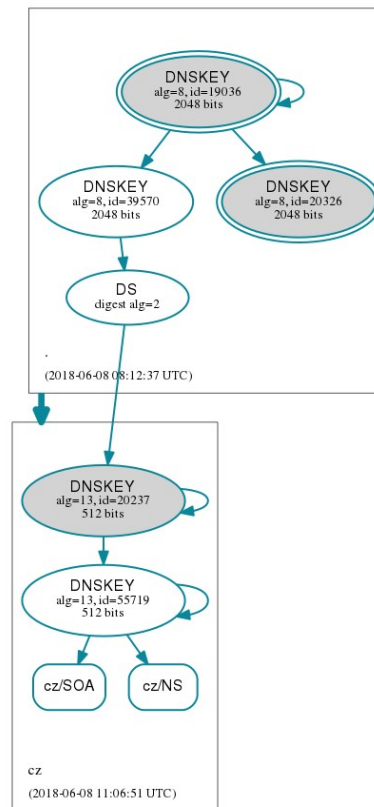 DNSKEY
alg=8, id=19036
2048 bits
DNSKEY
alg=8, id=39570
2048 bits
DNSKEY
alg=8, id=20326
2048 bits
DS
digest alg=2
.
(2018-06-08 08:12:37 UTC)
DNSKEY
alg=13, id=20237
512 bits
DNSKEY
alg=13, id=55719
512 bits
cz/SOA
cz/NS
cz
(2018-06-08 11:06:51 UTC)